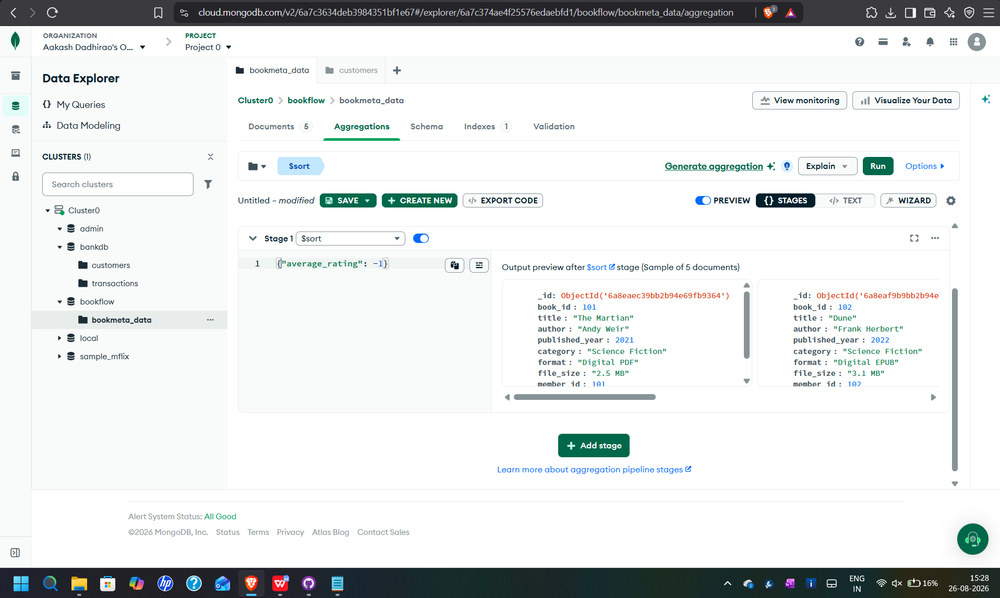 cloud.mongodb.com/v2/6a7c3634deb3984351bf1e67#/explorer/6a7c374ae4f25576edaebfd1/bookflow/bookmeta_data/aggregation
3
ORGANIZATION
Aakash Dadhirao's O...
PROJECT
Project 0
Data Explorer
My Queries
Data Modeling
CLUSTERS (1)
Search clusters
Cluster0
admin
bankdb
customers
transactions
bookflow
bookmeta_data
local
sample_mflix
bookmeta_data
customers
Cluster0 > bookflow > bookmeta_data
View monitoring
Visualize Your Data
Documents 5
Aggregations
Schema
Indexes 1
Validation
$sort
Generate aggregation
Explain
Run
Options
Untitled – modified
SAVE
CREATE NEW
</> EXPORT CODE
PREVIEW
{} STAGES
</> TEXT
WIZARD
Stage 1 $sort
1 {"average_rating": -1}
Output preview after $sort stage (Sample of 5 documents)
_id: ObjectId('6a8eaec39bb2b94e69fb9364')
book_id : 101
title : "The Martian"
author : "Andy Weir"
published_year : 2021
category : "Science Fiction"
format : "Digital PDF"
file_size : "2.5 MB"
member_id : 101
_id: ObjectId('6a8eaf9b9bb2b94e
book_id : 102
title : "Dune"
author : "Frank Herbert"
published_year : 2022
category : "Science Fiction"
format : "Digital EPUB"
file_size : "3.1 MB"
member_id : 102
Add stage
Learn more about aggregation pipeline stages
Alert System Status: All Good
©2026 MongoDB, Inc. Status Terms Privacy Atlas Blog Contact Sales
ENG
IN
16%
15:28
26-08-2026